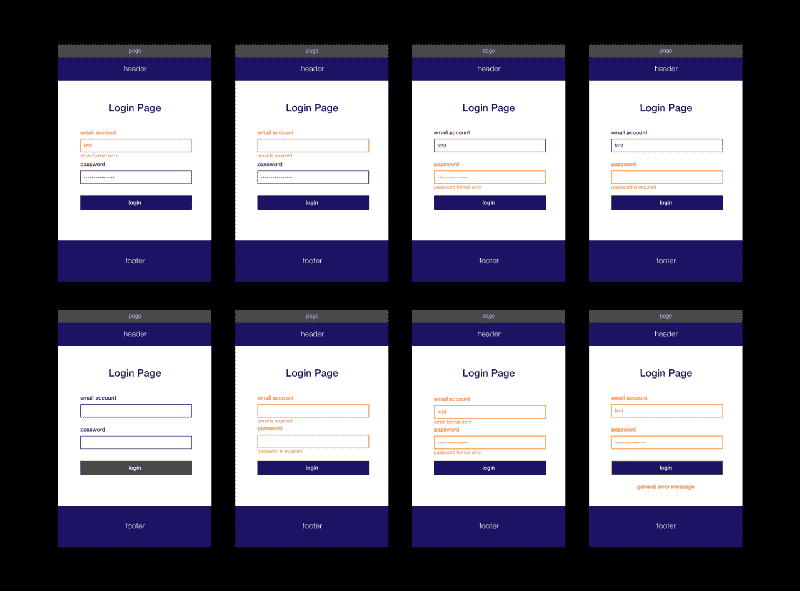 page
header
Login Page
email account
test
email format error
password
login
footer
page
header
Login Page
email account
email is required
password
login
footer
page
header
Login Page
email account
test
password
password format error
login
footer
page
header
Login Page
email account
test
password
password is required
login
footer
page
header
Login Page
email account
password
login
footer
page
header
Login Page
email account
email is required
password
password is required
login
footer
page
header
Login Page
email account
test
email format error
password
password format error
login
footer
page
header
Login Page
email account
test
password
login
general error message
footer